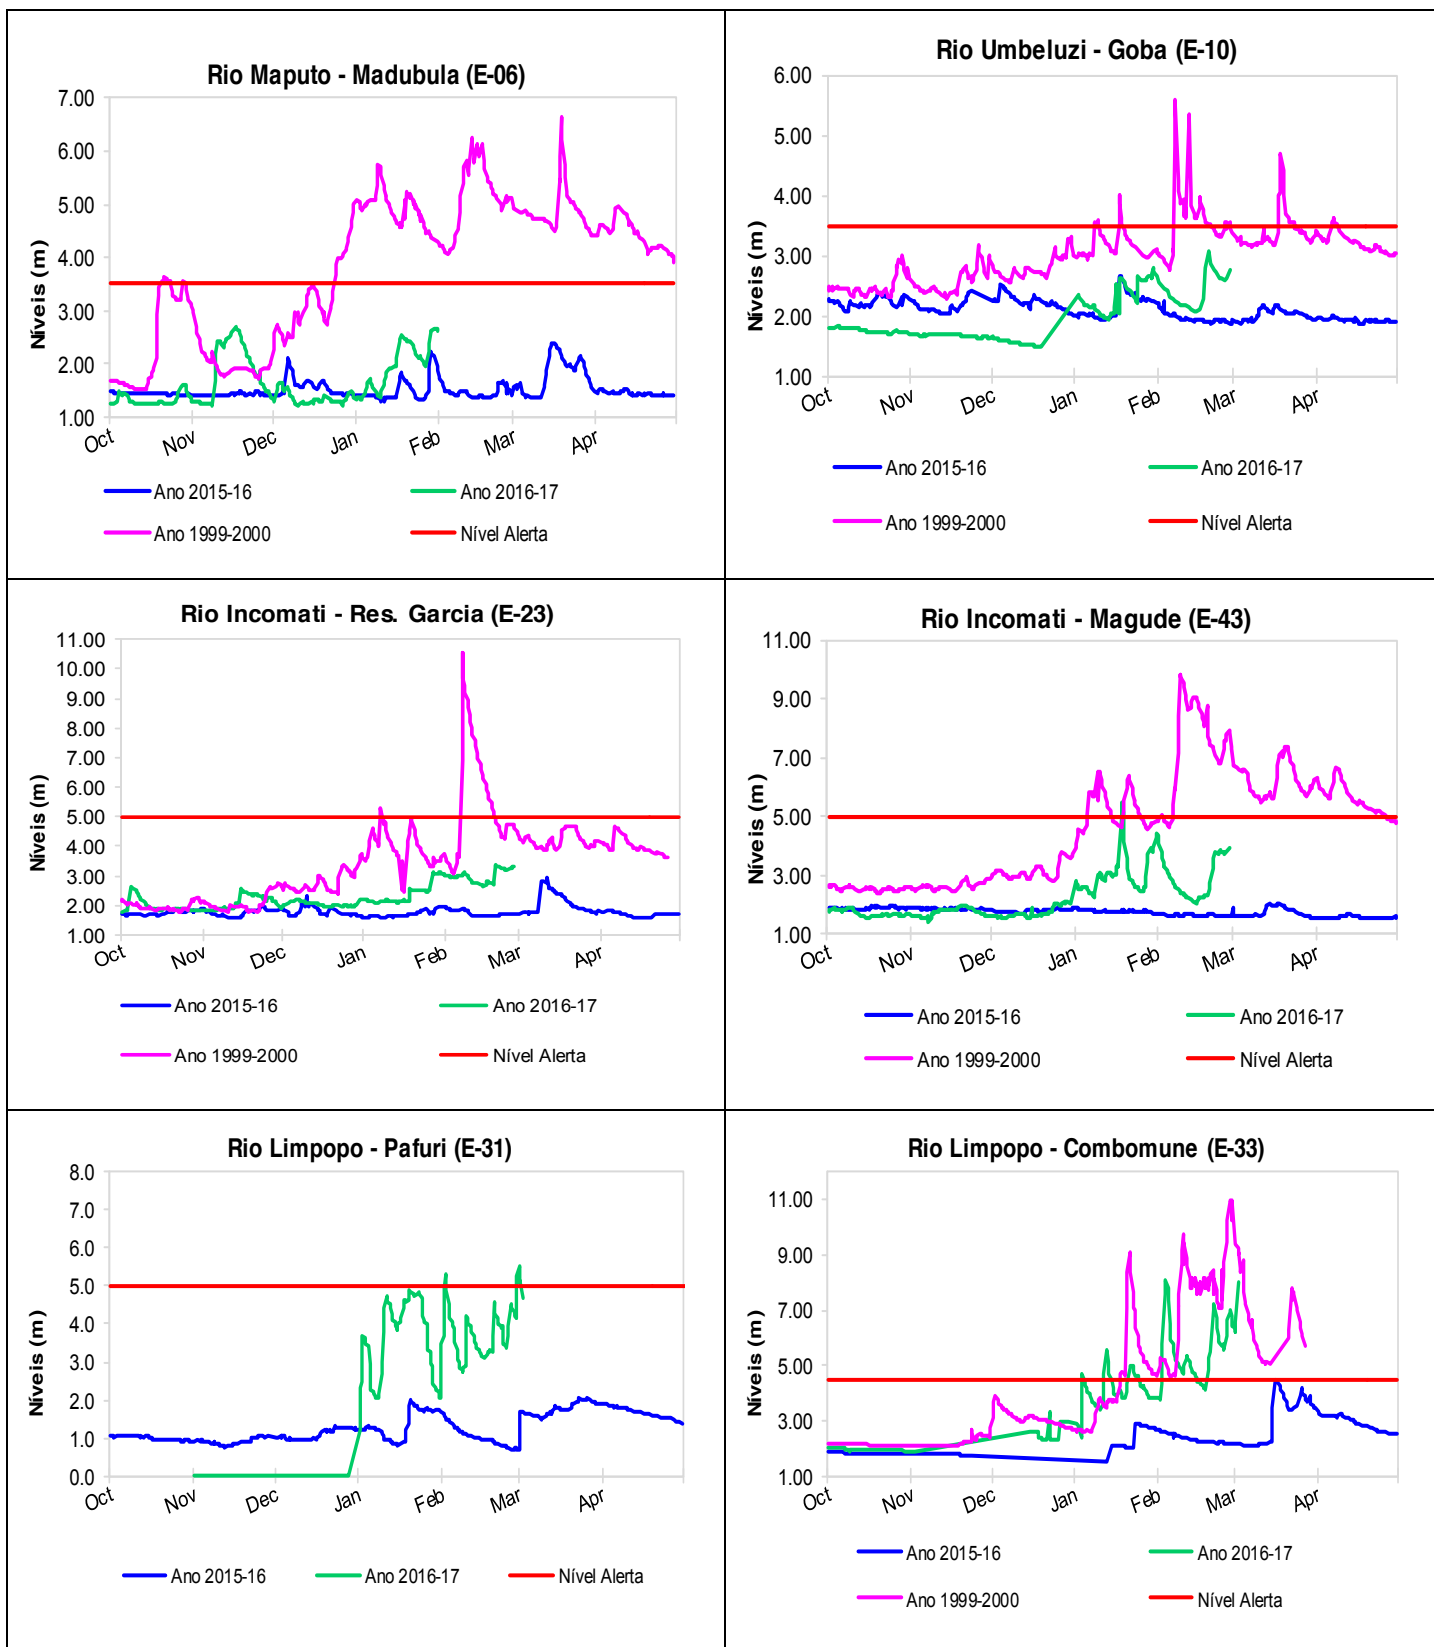 Rio Maputo - Madubula (E-06)
Níveis (m)
7.00
6.00
5.00
4.00
3.00
2.00
1.00
Oct Nov Dec Jan Feb Mar Apr
Ano 2015-16 Ano 2016-17
Ano 1999-2000 Nível Alerta
Rio Umbeluzi - Goba (E-10)
Níveis (m)
6.00
5.00
4.00
3.00
2.00
1.00
Oct Nov Dec Jan Feb Mar Apr
Ano 2015-16 Ano 2016-17
Ano 1999-2000 Nível Alerta
Rio Incomati - Res. Garcia (E-23)
Níveis (m)
11.00
10.00
9.00
8.00
7.00
6.00
5.00
4.00
3.00
2.00
1.00
Oct Nov Dec Jan Feb Mar Apr
Ano 2015-16 Ano 2016-17
Ano 1999-2000 Nível Alerta
Rio Incomati - Magude (E-43)
Níveis (m)
11.00
9.00
7.00
5.00
3.00
1.00
Oct Nov Dec Jan Feb Mar Apr
Ano 2015-16 Ano 2016-17
Ano 1999-2000 Nível Alerta
Rio Limpopo - Pafuri (E-31)
Níveis (m)
8.0
7.0
6.0
5.0
4.0
3.0
2.0
1.0
0.0
Oct Nov Dec Jan Feb Mar Apr
Ano 2015-16 Ano 2016-17 Nível Alerta
Rio Limpopo - Combomune (E-33)
Níveis (m)
11.00
9.00
7.00
5.00
3.00
1.00
Oct Nov Dec Jan Feb Mar Apr
Ano 2015-16 Ano 2016-17
Ano 1999-2000 Nível Alerta